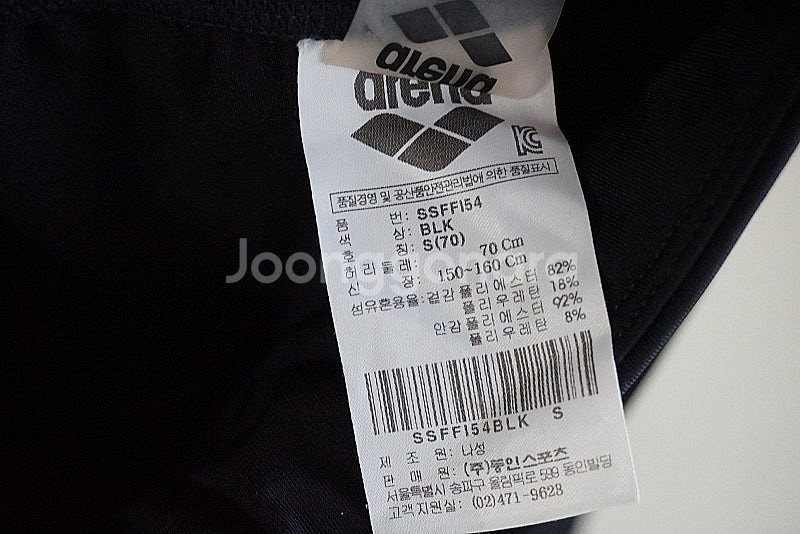 arena
arena
KC
품질경영 및 공산품안전관리법에 의한 품질표시
품 번: SSFFI54
색 상: BLK
호 칭: S(70)
허리둘레: 70 Cm
신 장: 150~160 Cm
섬유혼용율: 겉감 폴리에스터 82%
폴리우레탄 18%
안감 폴리에스터 92%
폴리우레탄 8%
Joonggonara
SSFFI54BLK S
제 조 원: 나성
판 매 원: (주)동인스포츠
서울특별시 송파구 올림픽로 599 동인빌딩
고객지원실: (02)471-9628